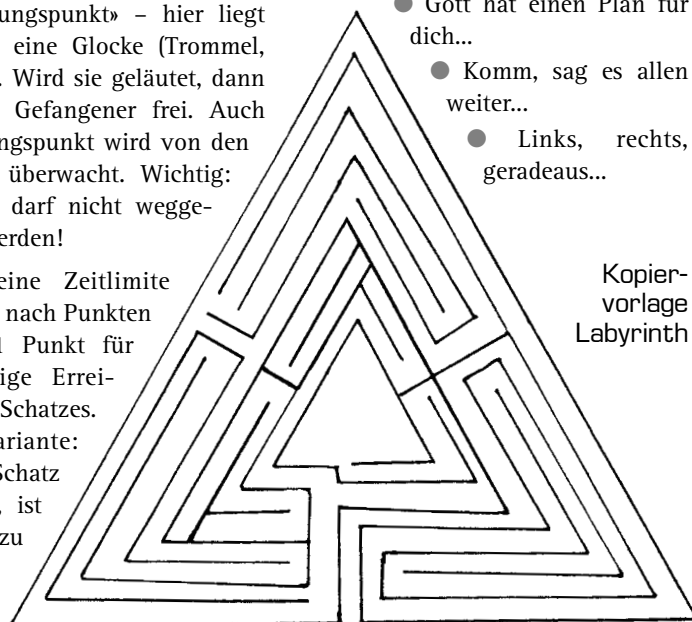 ungspunkt» – hier liegt
eine Glocke (Trommel,
. Wird sie geläutet, dann
Gefangener frei. Auch
ngspunkt wird von den
überwacht. Wichtig:
darf nicht wegge-
erden!
eine Zeitlimite
nach Punkten
Punkt für
ige Errei-
Schatzes.
ariante:
Schatz
, ist
zu
● Gott hat einen Plan für
dich...
● Komm, sag es allen
weiter...
● Links, rechts,
geradeaus...
Kopier-
vorlage
Labyrinth